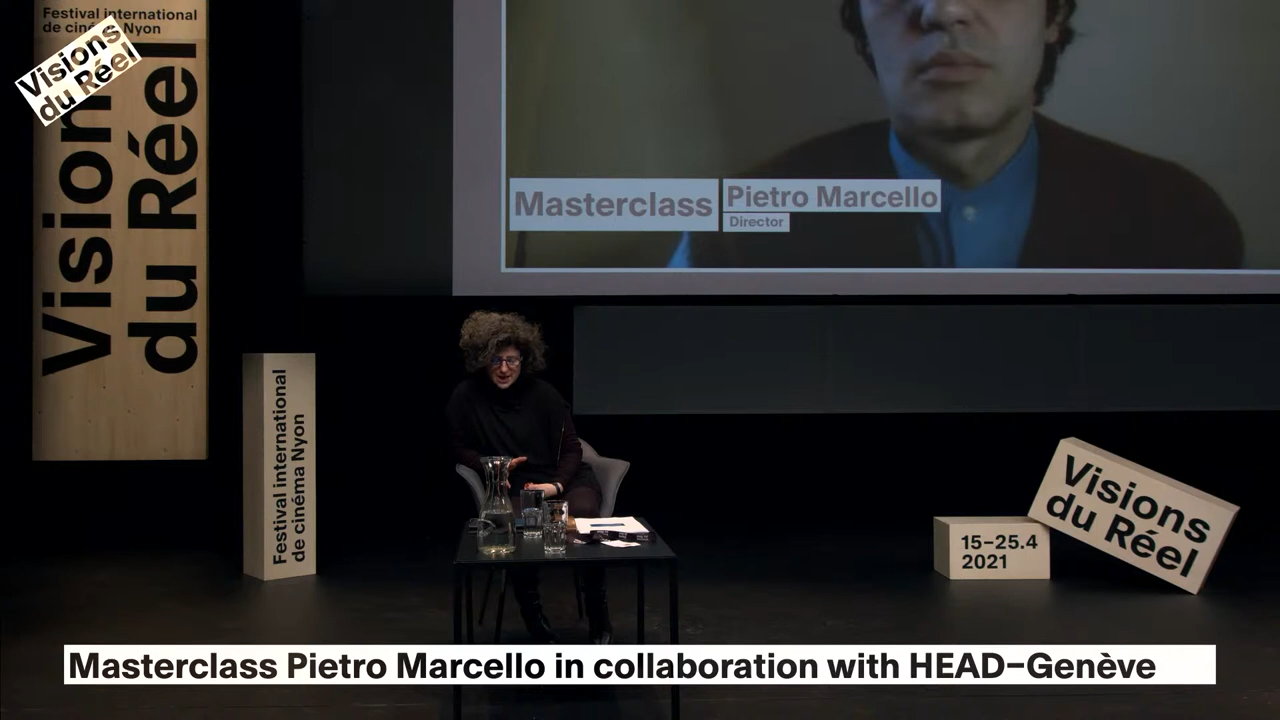 Festival international
de cinéma Nyon
Visions
du Réel
Visions
du Réel
Masterclass
Pietro Marcello
Director
Festival international
de cinéma Nyon
15–25.4
2021
Visions
du Réel
Masterclass Pietro Marcello in collaboration with HEAD–Genève